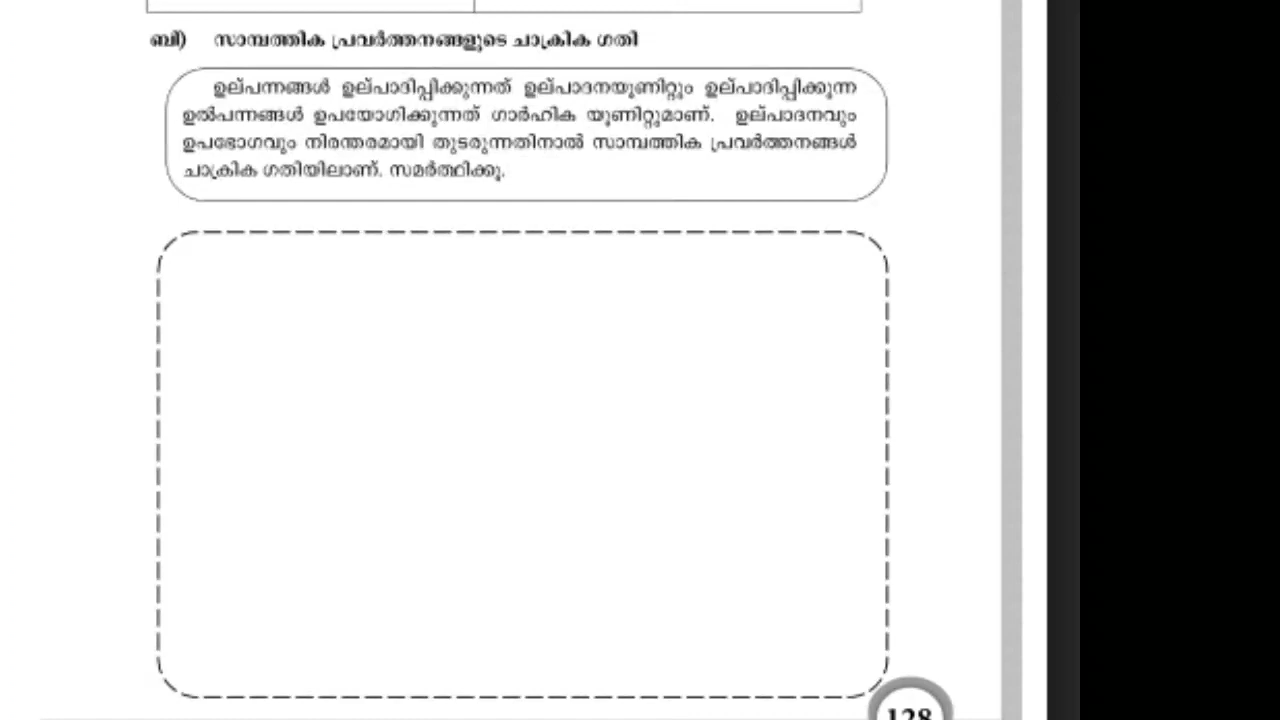 ബി) സാമ്പത്തിക പ്രവർത്തനങ്ങളുടെ ചാക്രിക ഗതി
ഉല്പന്നങ്ങൾ ഉല്പാദിപ്പിക്കുന്നത് ഉല്പാദനയൂണിറ്റും ഉല്പാദിപ്പിക്കുന്ന
ഉൽപന്നങ്ങൾ ഉപയോഗിക്കുന്നത് ഗാർഹിക യൂണിറ്റുമാണ്. ഉല്പാദനവും
ഉപഭോഗവും നിരന്തരമായി തുടരുന്നതിനാൽ സാമ്പത്തിക പ്രവർത്തനങ്ങൾ
ചാക്രിക ഗതിയിലാണ്. സമർത്ഥിക്കൂ.
128